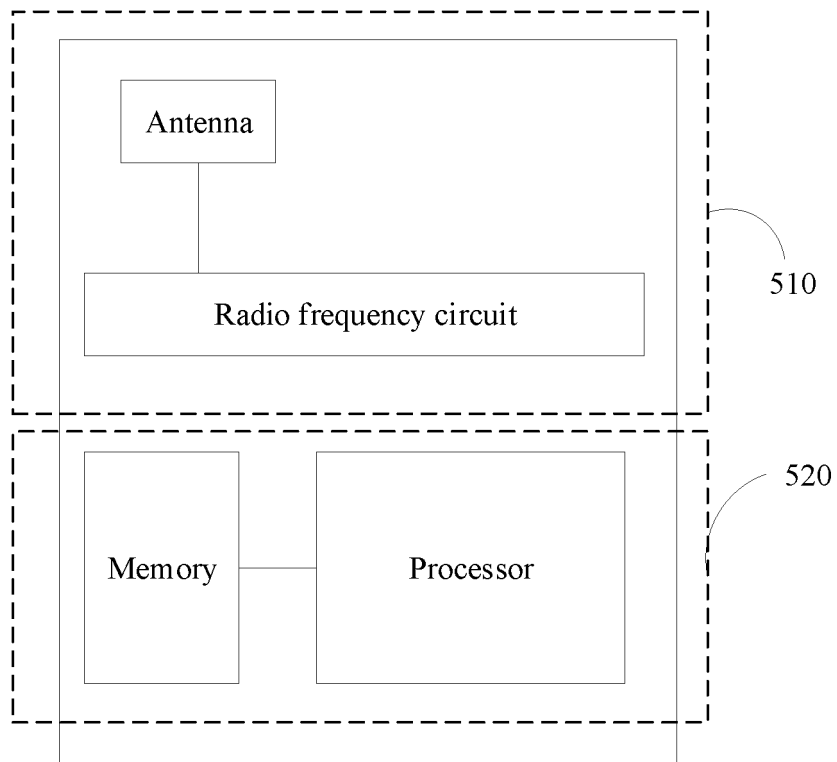 Antenna
Radio frequency circuit
510
Memory
Processor
520